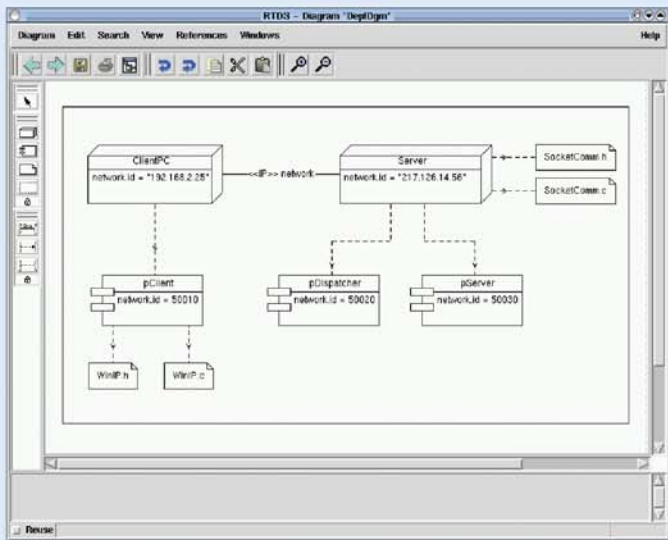 RTDS - Diagram "DeplDgm"
Diagram Edit Search View References Windows Help
ClientPC
network.id = "192.168.2.25"
<<IP>> network
Server
network.id = "217.126.14.56"
SocketComm.h
SocketComm.c
pClient
network.id = 50010
pDispatcher
network.id = 50020
pServer
network.id = 50030
WinIP.h
WinIP.c
Reuse